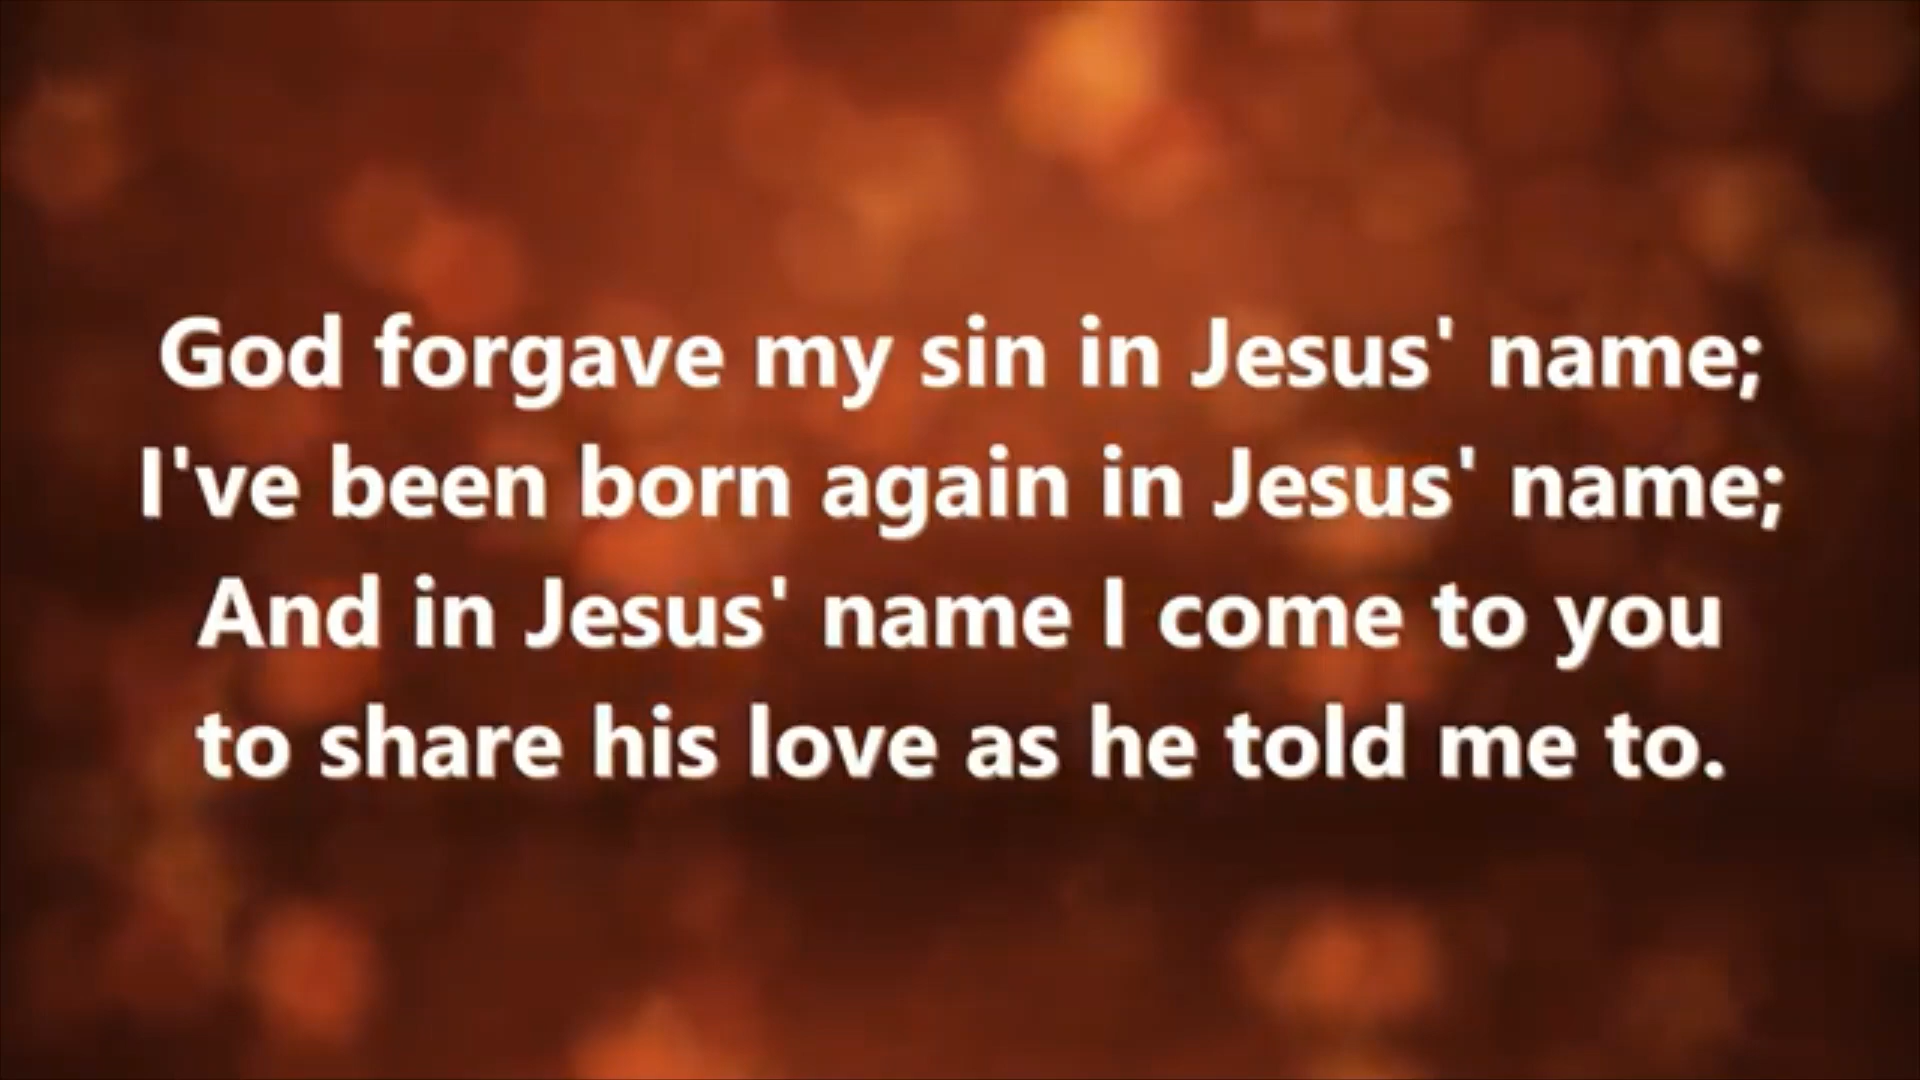 God forgave my sin in Jesus' name;
I've been born again in Jesus' name;
And in Jesus' name I come to you
to share his love as he told me to.